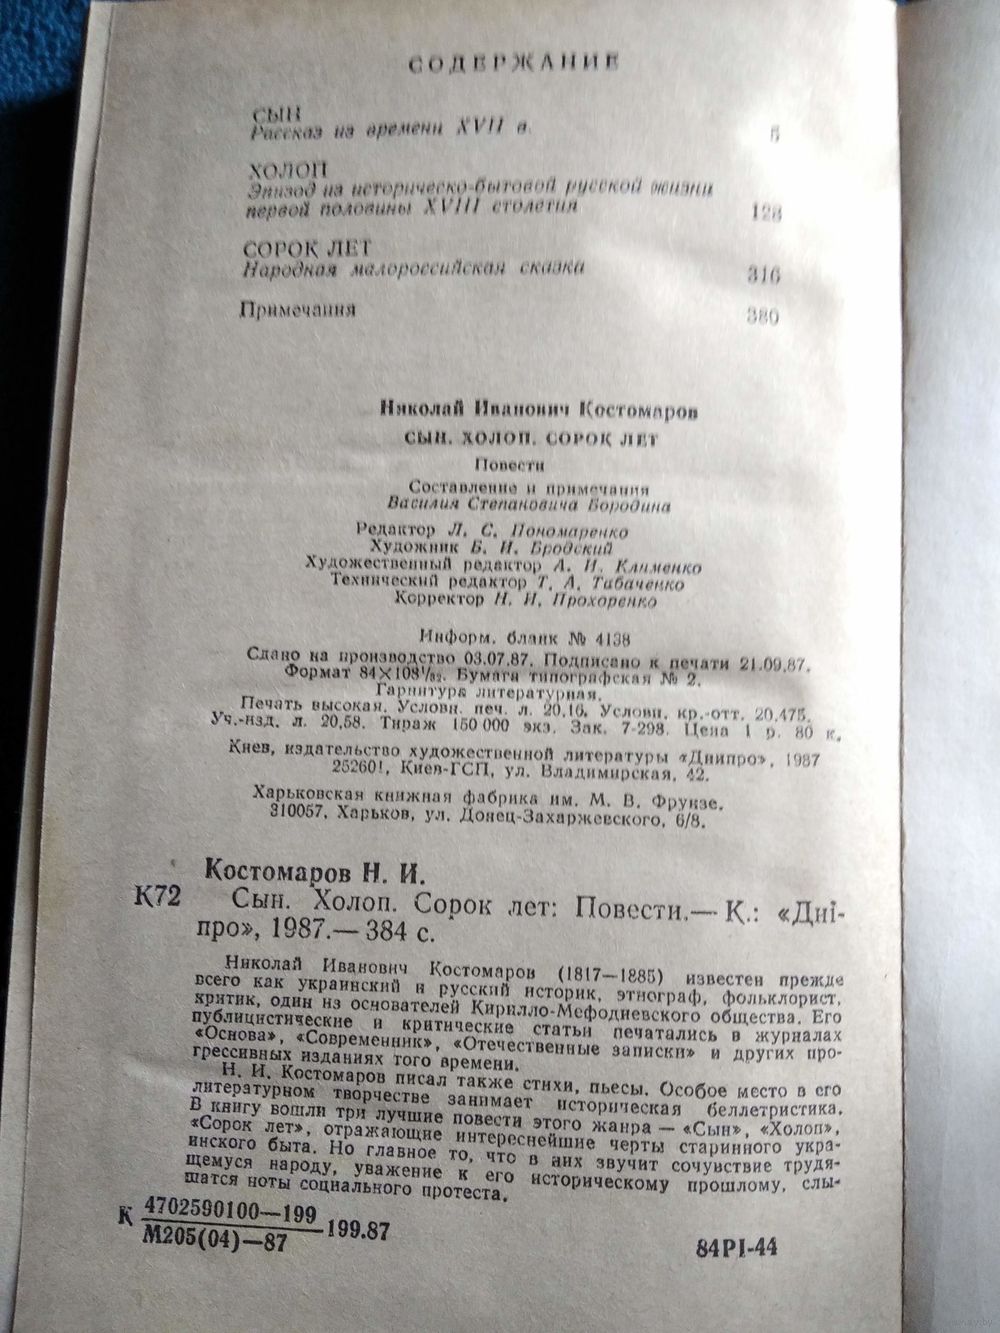 СОДЕРЖАНИЕ
СЫН
Рассказ из времени XVII в. 5
ХОЛОП
Эпизод из историческо-бытовой русской жизни
первой половины XVIII столетия 128
СОРОК ЛЕТ
Народная малороссийская сказка 316
Примечания 380
Николай Иванович Костомаров
СЫН. ХОЛОП. СОРОК ЛЕТ
Повести
Составление и примечания
Василия Степановича Бородина
Редактор Л. С. Пономаренко
Художник Б. И. Бродский
Художественный редактор А. И. Клименко
Технический редактор Т. А. Табаченко
Корректор Н. И. Прохоренко
Информ. бланк № 4138
Сдано на производство 03.07.87. Подписано к печати 21.09.87.
Формат 84×108¹/₃₂. Бумага типографская № 2.
Гарнитура литературная.
Печать высокая. Условн. печ. л. 20,16. Условн. кр.-отт. 20,475.
Уч.-изд. л. 20,58. Тираж 150 000 экз. Зак. 7-298. Цена 1 р. 80 к.
Киев, издательство художественной литературы «Днипро», 1987
252601, Киев-ГСП, ул. Владимирская, 42.
Харьковская книжная фабрика им. М. В. Фрунзе.
310057, Харьков, ул. Донец-Захаржевского, 6/8.
Костомаров Н. И.
К72 Сын. Холоп. Сорок лет: Повести.— К.: «Дні-
про», 1987.— 384 с.
Николай Иванович Костомаров (1817—1885) известен прежде
всего как украинский и русский историк, этнограф, фольклорист,
критик, один из основателей Кирилло-Мефодиевского общества. Его
публицистические и критические статьи печатались в журналах
«Основа», «Современник», «Отечественные записки» и других про-
грессивных изданиях того времени.
Н. И. Костомаров писал также стихи, пьесы. Особое место в его
литературном творчестве занимает историческая беллетристика.
В книгу вошли три лучшие повести этого жанра — «Сын», «Холоп»,
«Сорок лет», отражающие интереснейшие черты старинного укра-
инского быта. Но главное то, что в них звучит сочувствие трудя-
щемуся народу, уважение к его историческому прошлому, слы-
шатся ноты социального протеста.
К 4702590100—199
М205(04)—87 199.87
84Р1-44